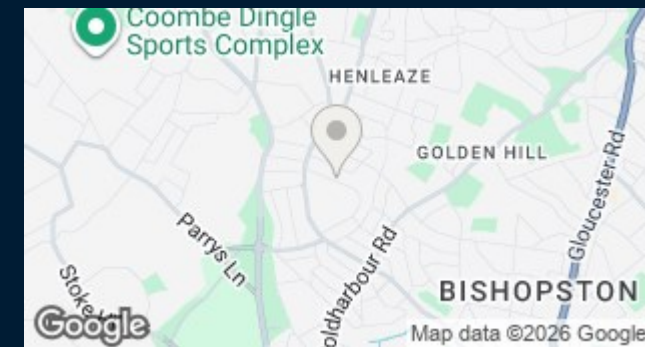 Coombe Dingle
Sports Complex
HENLEAZE
GOLDEN HILL
Gloucester Rd
Parrys Ln
oldharbour Rd
Stoke
BISHOPSTON
Google
Map data ©2026 Google